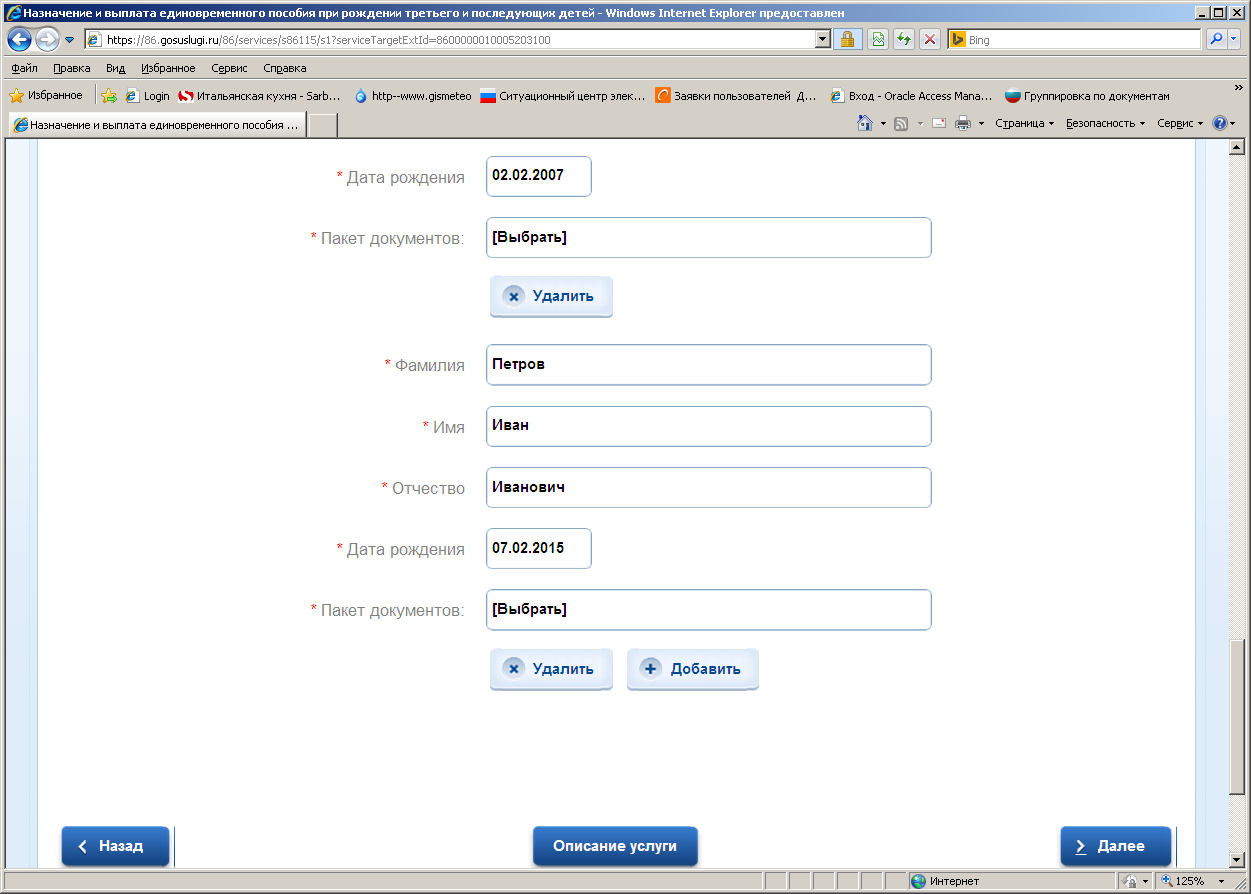 Назначение и выплата единовременного пособия при рождении третьего и последующих детей - Windows Internet Explorer предоставлен
https://86.gosuslugi.ru/86/services/s86115/s1?serviceTargetExtId=8600000010005203100
Bing
Файл Правка Вид Избранное Сервис Справка
Избранное Login Итальянская кухня - Sarb... http--www.gismeteo Ситуационный центр элек... Заявки пользователей Д... Вход - Oracle Access Mana... Группировка по документам »
Назначение и выплата единовременного пособия ... Страница Безопасность Сервис
* Дата рождения 02.02.2007
* Пакет документов: [Выбрать]
Удалить
* Фамилия Петров
* Имя Иван
* Отчество Иванович
* Дата рождения 07.02.2015
* Пакет документов: [Выбрать]
Удалить Добавить
Назад Описание услуги Далее
Интернет 125%